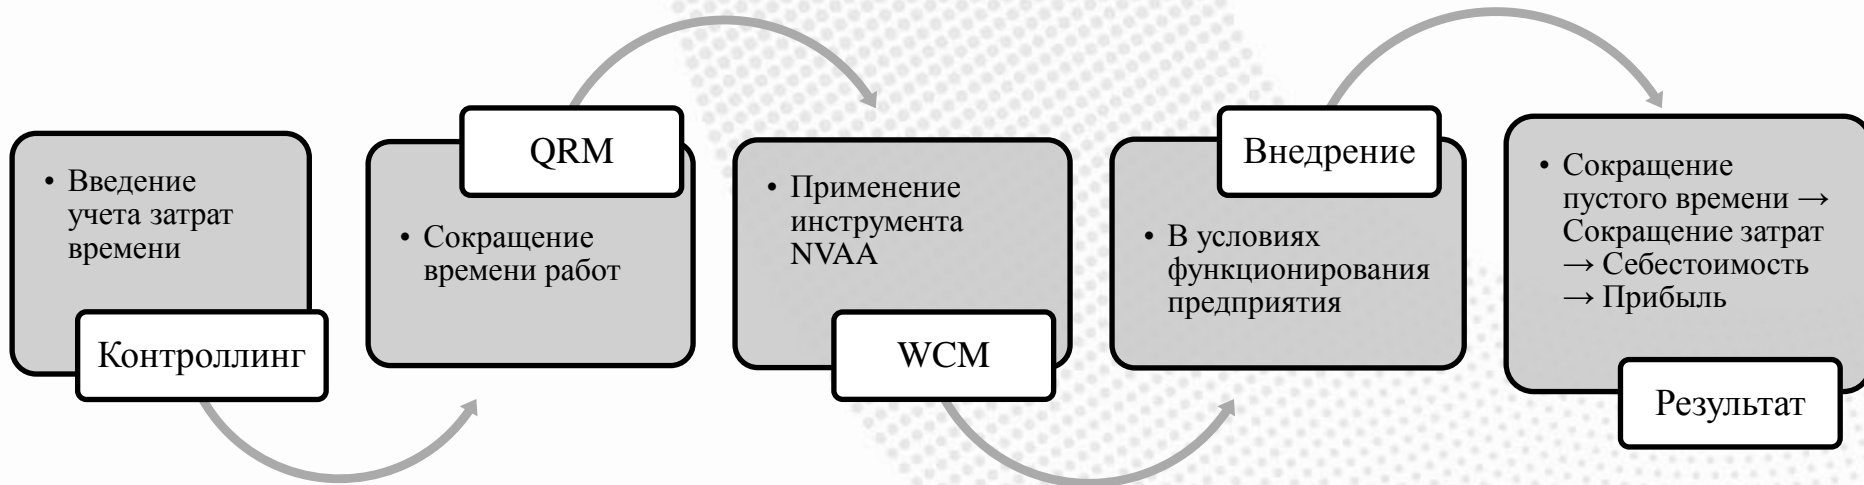 • Введение
учета затрат
времени
Контроллинг
QRM
• Сокращение
времени работ
• Применение
инструмента
NVAA
WCM
Внедрение
• В условиях
функционирования
предприятия
• Сокращение
пустого времени →
Сокращение затрат
→ Себестоимость
→ Прибыль
Результат